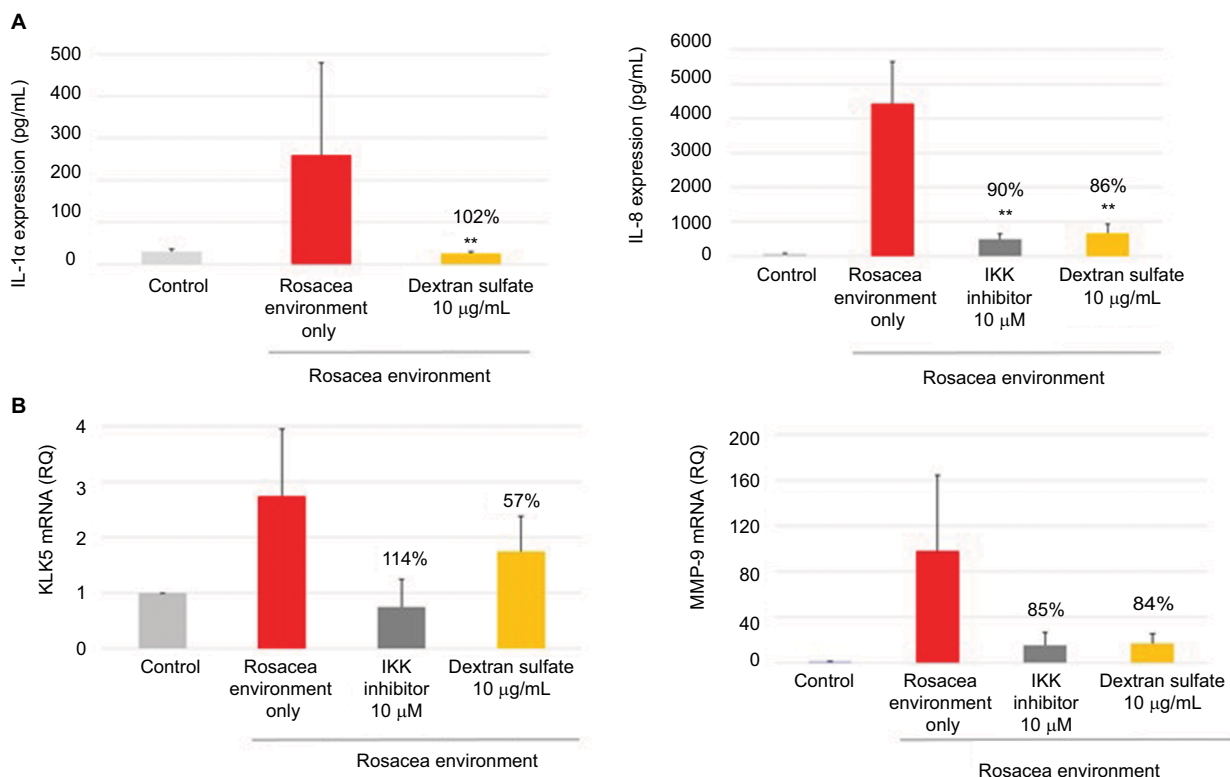 A
IL-1α expression (pg/mL)
500
400
300
200
100
0
102%
**
Control
Rosacea
environment
only
Dextran sulfate
10 µg/mL
Rosacea environment
IL-8 expression (pg/mL)
6000
5000
4000
3000
2000
1000
0
90%
**
86%
**
Control
Rosacea
environment
only
IKK
inhibitor
10 µM
Dextran sulfate
10 µg/mL
Rosacea environment
B
KLK5 mRNA (RQ)
4
3
2
1
0
114%
57%
Control
Rosacea
environment
only
IKK
inhibitor
10 µM
Dextran sulfate
10 µg/mL
Rosacea environment
MMP-9 mRNA (RQ)
200
160
120
80
40
0
85%
84%
Control
Rosacea
environment
only
IKK
inhibitor
10 µM
Dextran sulfate
10 µg/mL
Rosacea environment